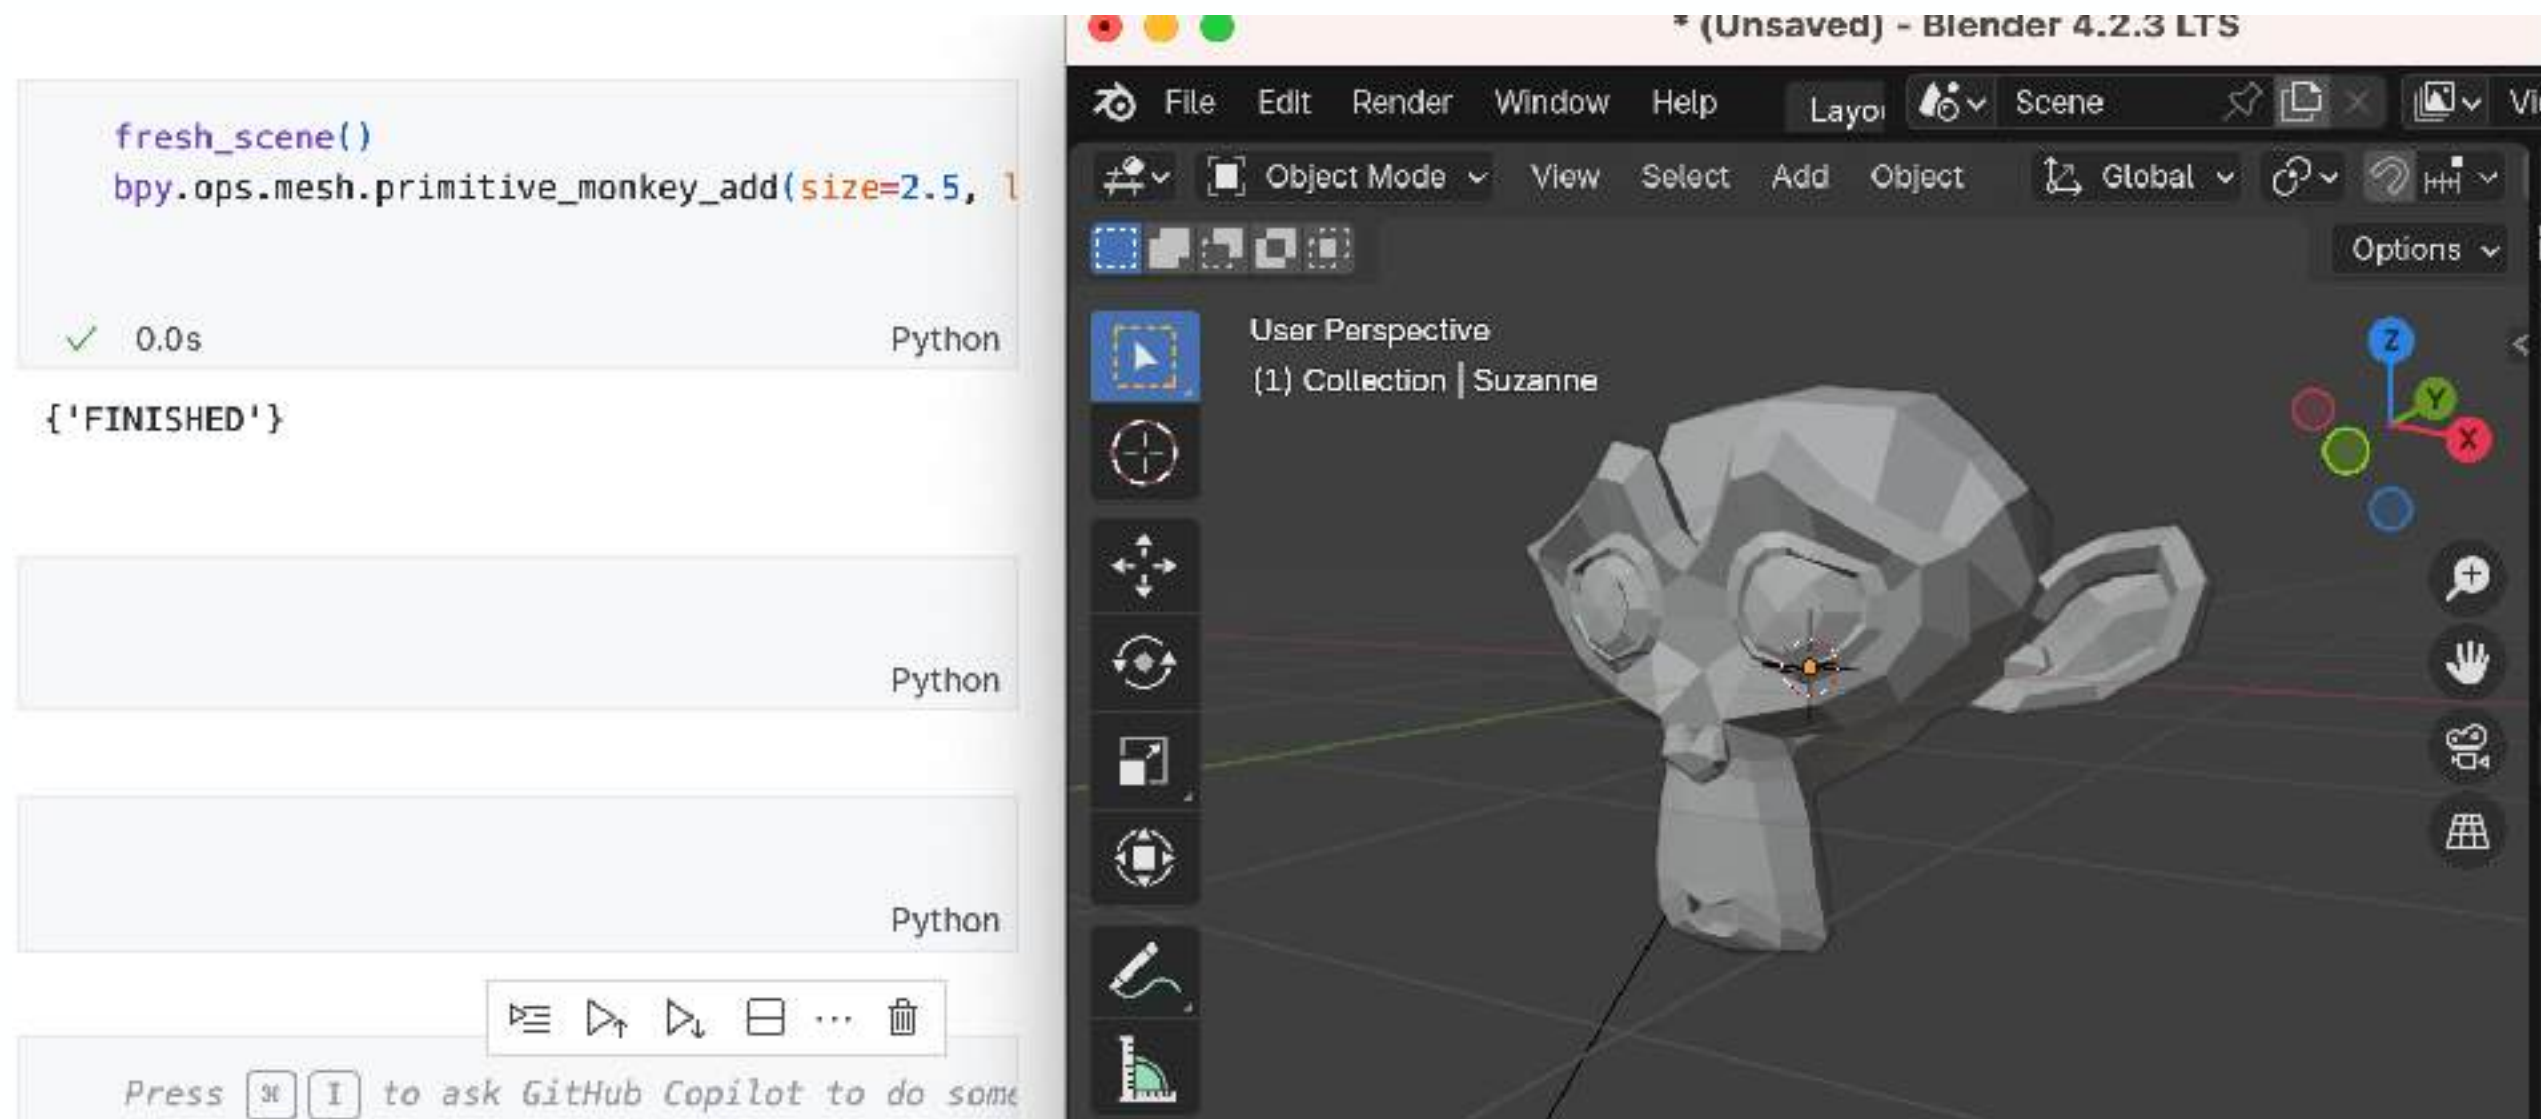 fresh_scene()
bpy.ops.mesh.primitive_monkey_add(size=2.5, l
0.0s
Python
{'FINISHED'}
Python
Python
Press ⌘ I to ask GitHub Copilot to do some
* (Unsaved) - Blender 4.2.3 LTS
File Edit Render Window Help Layo Scene Vi
Object Mode View Select Add Object Global
Options
User Perspective
(1) Collection | Suzanne
Z
Y
X